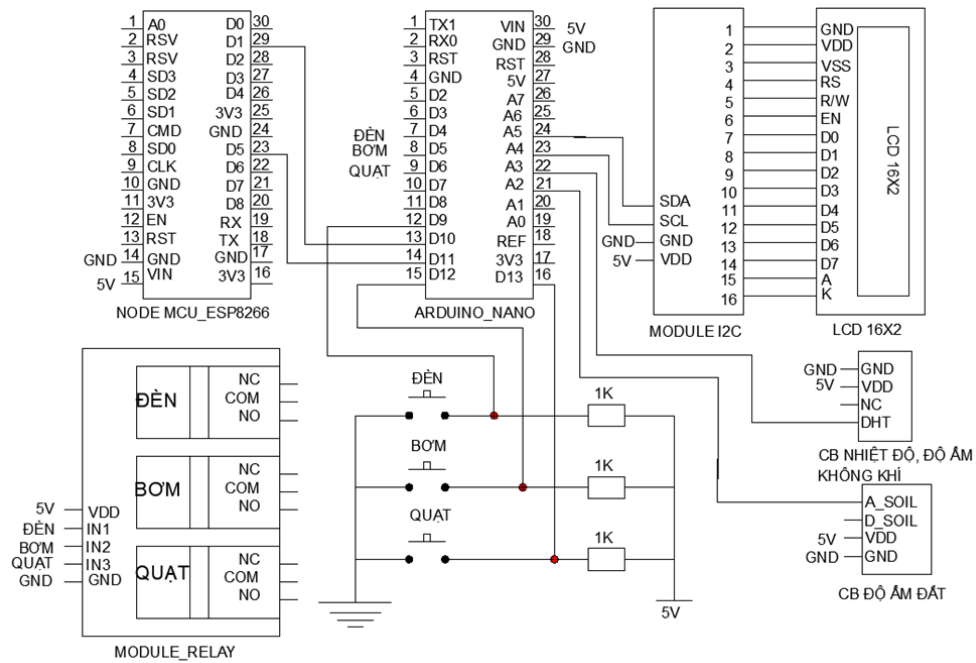 1 A0 D0 30
2 RSV D1 29
3 RSV D2 28
4 SD3 D3 27
5 SD2 D4 26
6 SD1 3V3 25
7 CMD GND 24
8 SD0 D5 23
9 CLK D6 22
10 GND D7 21
11 3V3 D8 20
12 EN RX 19
13 RST TX 18
GND 14 GND GND 17
5V 15 VIN 3V3 16
NODE MCU_ESP8266
1 TX1 VIN 30 5V
2 RX0 GND 29 GND
3 RST RST 28
4 GND 5V 27
5 D2 A7 26
6 D3 A6 25
ĐÈN 7 D4 A5 24
BƠM 8 D5 A4 23
QUẠT 9 D6 A3 22
10 D7 A2 21
11 D8 A1 20
12 D9 A0 19
13 D10 REF 18
14 D11 3V3 17
15 D12 D13 16
ARDUINO_NANO
1
2
3
4
5
6
7
8
9
10
11
12
13
14
15
16
SDA
SCL
GND GND
5V VDD
MODULE I2C
GND
VDD
VSS
RS
R/W
EN
D0
D1
D2
D3
D4
D5
D6
D7
A
K
LCD 16X2
LCD 16X2
ĐÈN
NC
COM
NO
BƠM
NC
COM
NO
QUẠT
NC
COM
NO
5V VDD
ĐÈN IN1
BƠM IN2
QUẠT IN3
GND GND
MODULE_RELAY
ĐÈN 1K
BƠM 1K
QUẠT 1K
5V
GND GND
5V VDD
NC
DHT
CB NHIỆT ĐỘ, ĐỘ ẨM
KHÔNG KHÍ
A_SOIL
D_SOIL
5V VDD
GND GND
CB ĐỘ ẨM ĐẤT